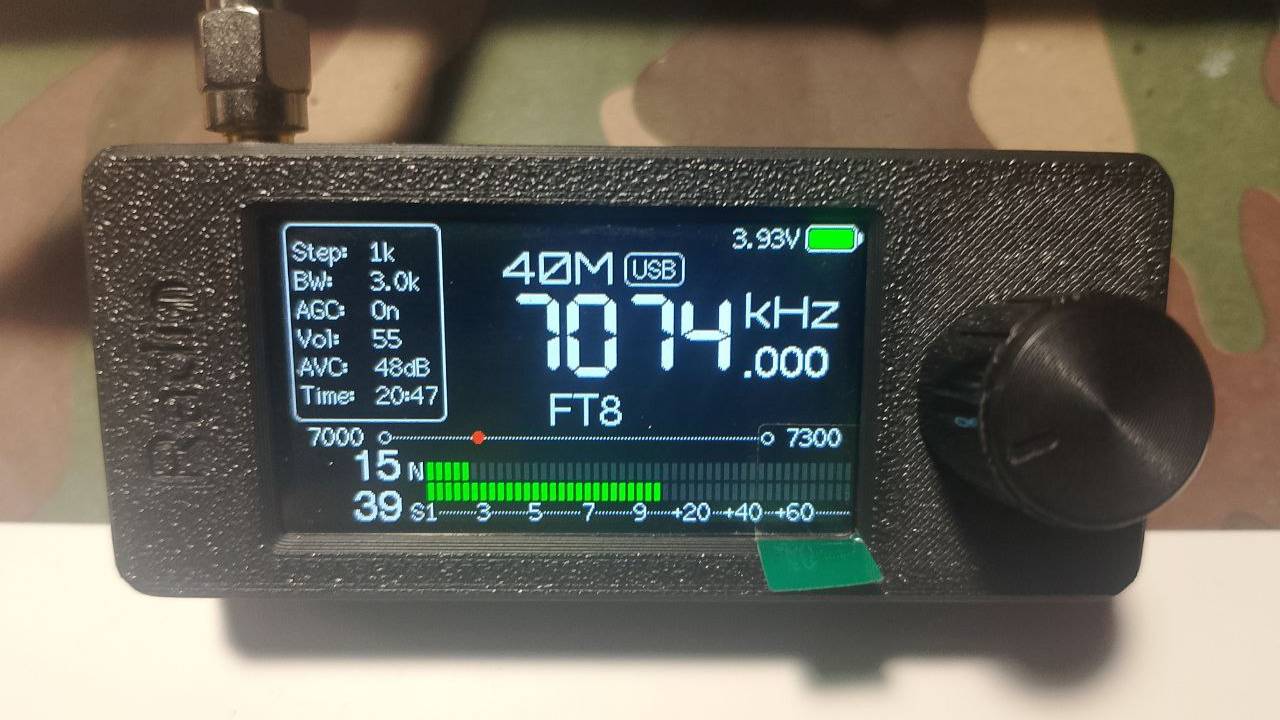 Radio
Step: 1k
BW: 3.0k
AGC: On
Vol: 55
AVC: 48dB
Time: 20:47
3.93V
40M USB
7074 kHz
.000
FT8
7000 7300
15 N
39 S1 3 5 7 9 +20 +40 +60